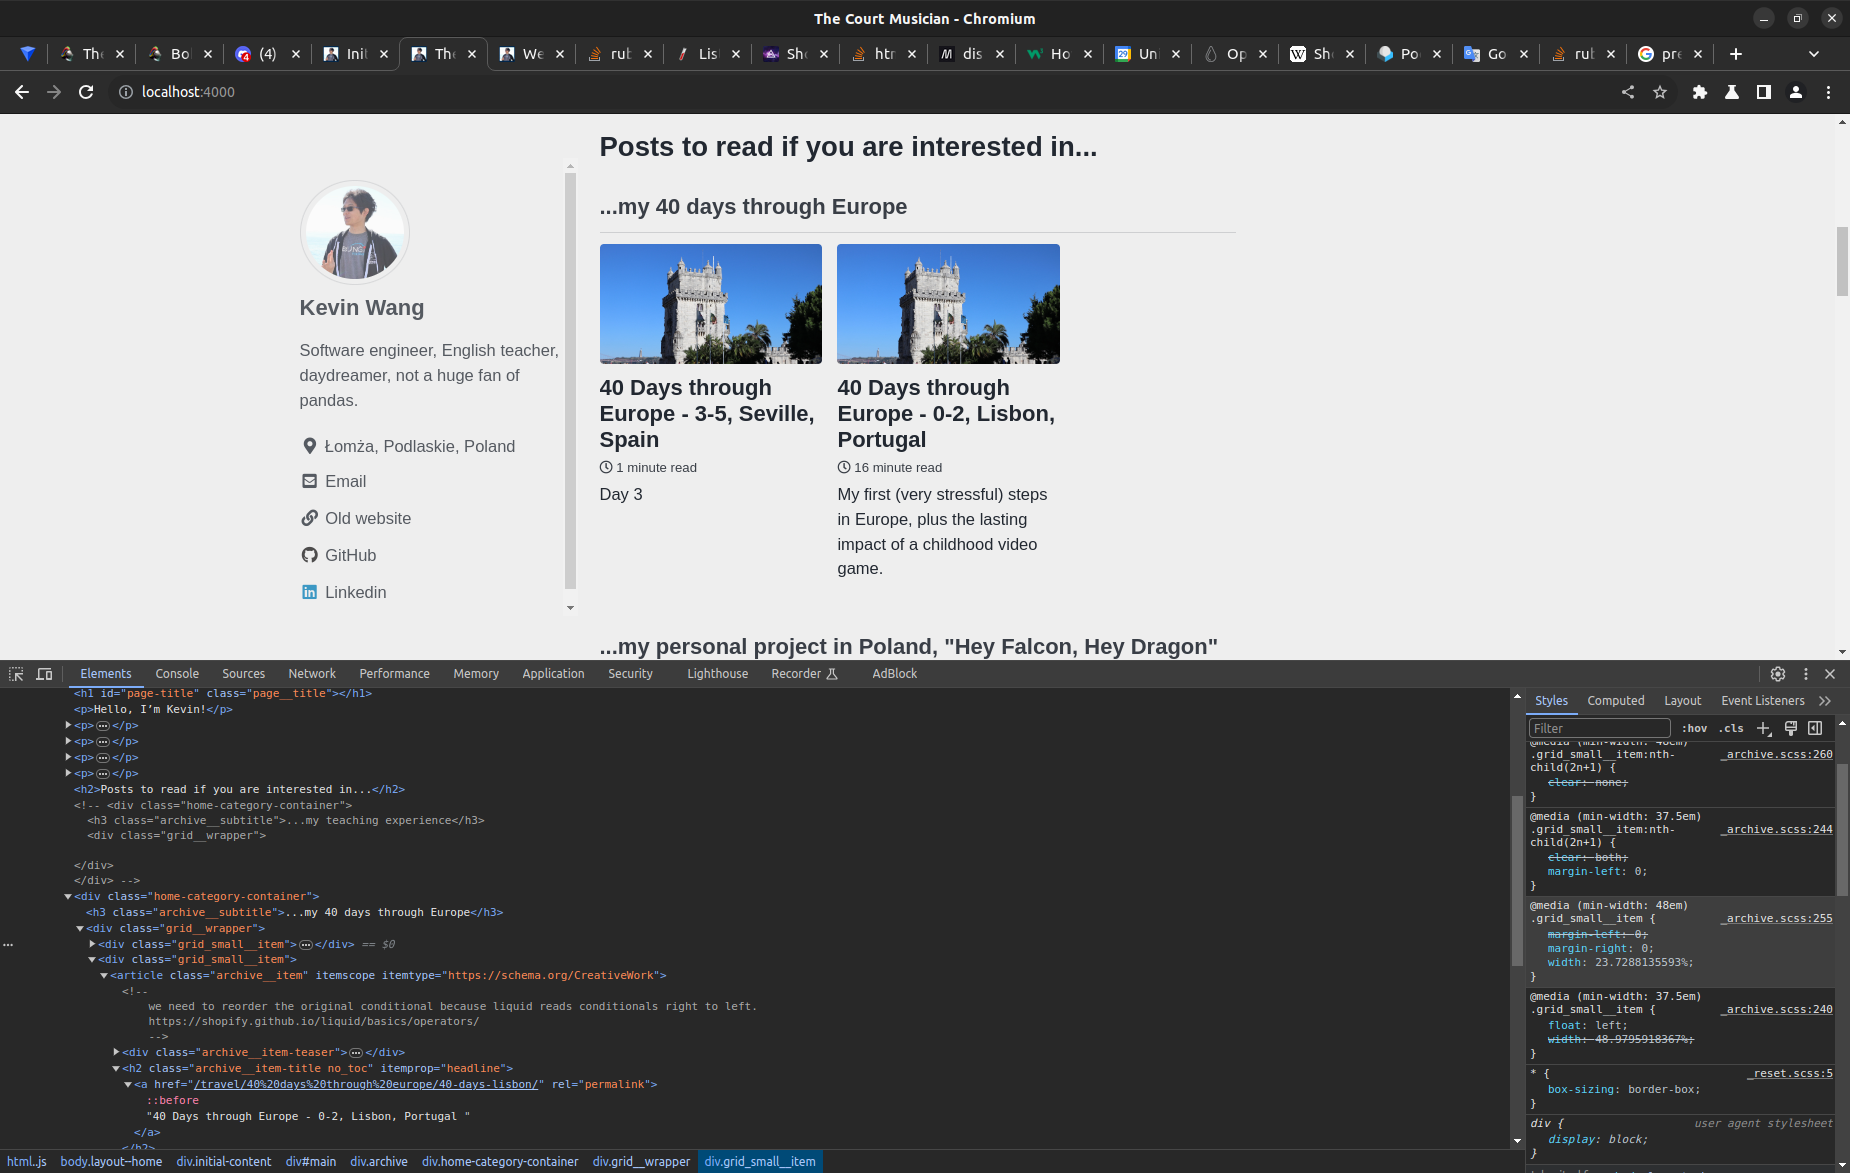 The Court Musician - Chromium
The
Bol
(4)
Init
The
We
rub
List
Sho
htr
dis
Ho
Uni
Op
Sh
Po
Go
rub
pre
localhost:4000
Posts to read if you are interested in...
...my 40 days through Europe
Kevin Wang
Software engineer, English teacher,
daydreamer, not a huge fan of
pandas.
Łomża, Podlaskie, Poland
Email
Old website
GitHub
Linkedin
40 Days through
Europe - 3-5, Seville,
Spain
1 minute read
Day 3
40 Days through
Europe - 0-2, Lisbon,
Portugal
16 minute read
My first (very stressful) steps
in Europe, plus the lasting
impact of a childhood video
game.
...my personal project in Poland, "Hey Falcon, Hey Dragon"
Elements Console Sources Network Performance Memory Application Security Lighthouse Recorder AdBlock
<h1 id="page-title" class="page__title"></h1>
<p>Hello, I'm Kevin!</p>
<p>…</p>
<p>…</p>
<p>…</p>
<p>…</p>
<h2>Posts to read if you are interested in...</h2>
<!-- <div class="home-category-container">
<h3 class="archive__subtitle">...my teaching experience</h3>
<div class="grid__wrapper">
</div>
</div> -->
<div class="home-category-container">
<h3 class="archive__subtitle">...my 40 days through Europe</h3>
<div class="grid__wrapper">
<div class="grid_small__item">…</div> == $0
<div class="grid_small__item">
<article class="archive__item" itemscope itemtype="https://schema.org/CreativeWork">
<!--
we need to reorder the original conditional because liquid reads conditionals right to left.
https://shopify.github.io/liquid/basics/operators/
-->
<div class="archive__item-teaser">…</div>
<h2 class="archive__item-title no_toc" itemprop="headline">
<a href="/travel/40%20days%20through%20europe/40-days-lisbon/" rel="permalink">
::before
"40 Days through Europe - 0-2, Lisbon, Portugal "
</a>
</h2>
html.js body.layout--home div.initial-content div#main div.archive div.home-category-container div.grid__wrapper div.grid_small__item
Styles Computed Layout Event Listeners
Filter :hov .cls
@media (min-width: 48em)
.grid_small__item:nth- _archive.scss:260
child(2n+1) {
clear: none;
}
@media (min-width: 37.5em)
.grid_small__item:nth- _archive.scss:244
child(2n+1) {
clear: both;
margin-left: 0;
}
@media (min-width: 48em)
.grid_small__item { _archive.scss:255
margin-left: 0;
margin-right: 0;
width: 23.7288135593%;
}
@media (min-width: 37.5em)
.grid_small__item { _archive.scss:240
float: left;
width: 48.9795918367%;
}
* { _reset.scss:5
box-sizing: border-box;
}
div { user agent stylesheet
display: block;
}